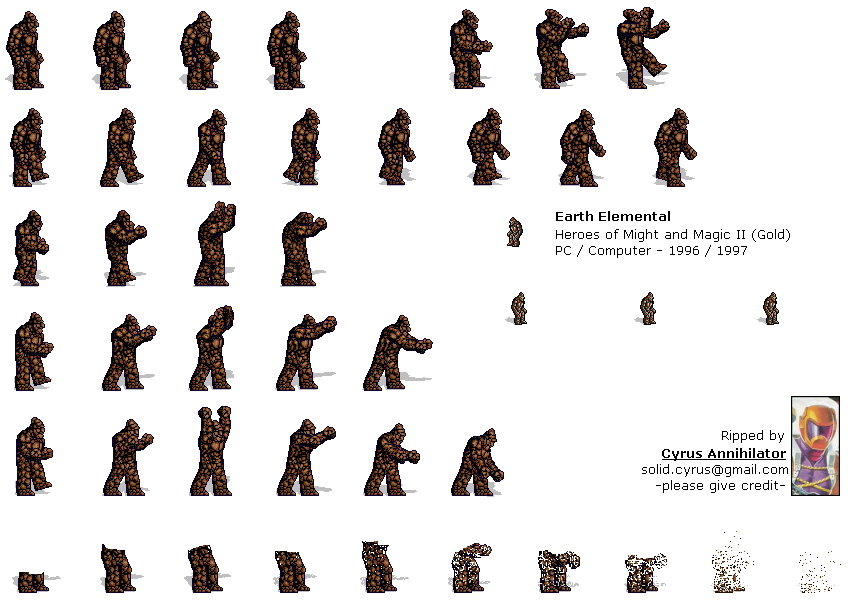 Earth Elemental
Heroes of Might and Magic II (Gold)
PC / Computer - 1996 / 1997
Ripped by
Cyrus Annihilator
solid.cyrus@gmail.com
-please give credit-